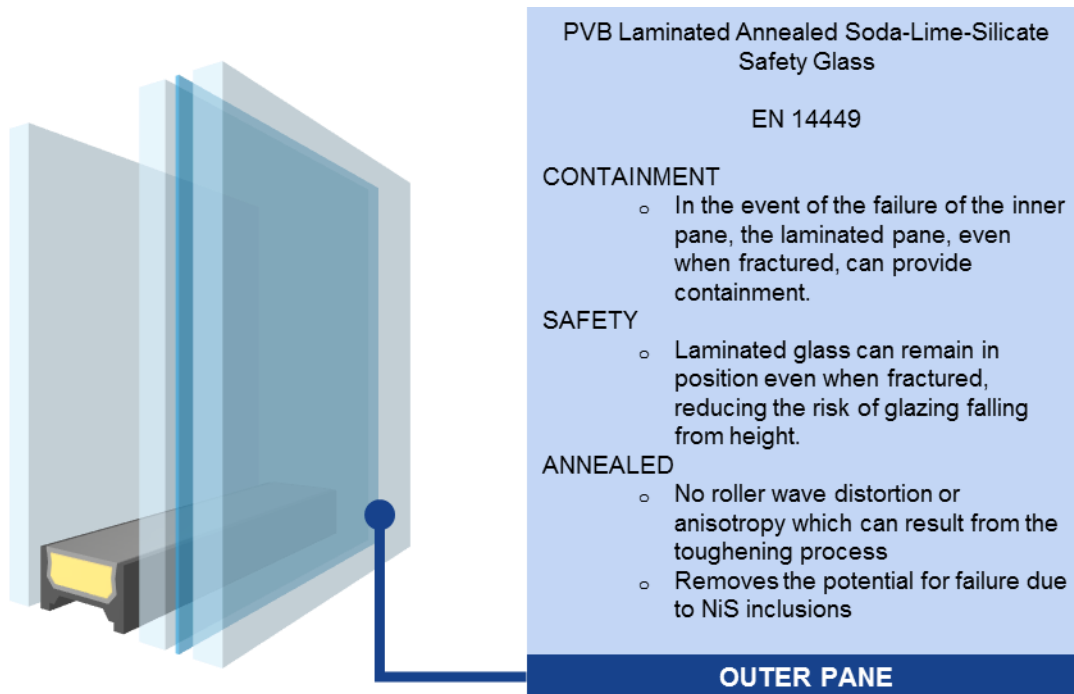 PVB Laminated Annealed Soda-Lime-Silicate
Safety Glass
EN 14449
CONTAINMENT
o In the event of the failure of the inner
pane, the laminated pane, even
when fractured, can provide
containment.
SAFETY
o Laminated glass can remain in
position even when fractured,
reducing the risk of glazing falling
from height.
ANNEALED
o No roller wave distortion or
anisotropy which can result from the
toughening process
o Removes the potential for failure due
to NiS inclusions
OUTER PANE